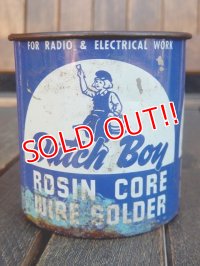 FOR RADIO & ELECTRICAL WORK
Dutch Boy
SOLD OUT!!
ROSIN CORE
WIRE SOLDER